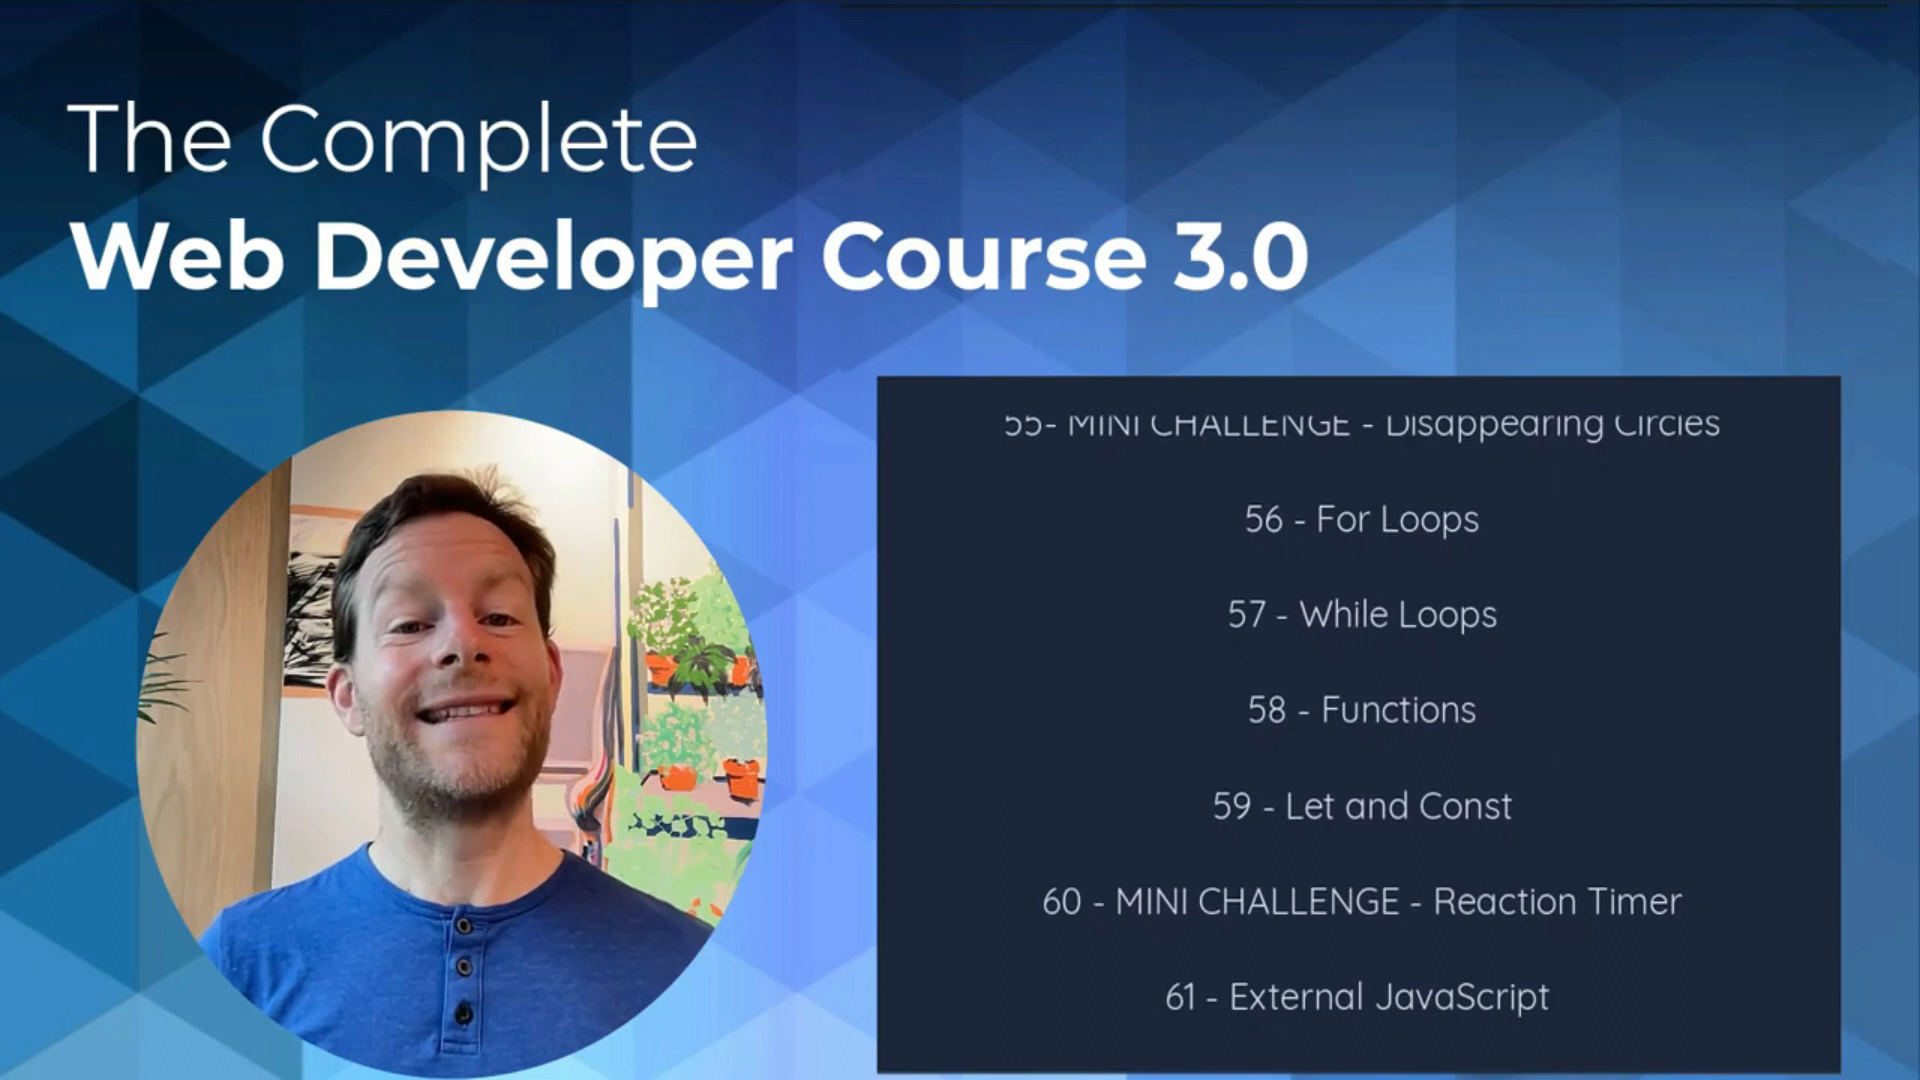 The Complete
Web Developer Course 3.0
55- MINI CHALLENGE - Disappearing Circles
56 - For Loops
57 - While Loops
58 - Functions
59 - Let and Const
60 - MINI CHALLENGE - Reaction Timer
61 - External JavaScript